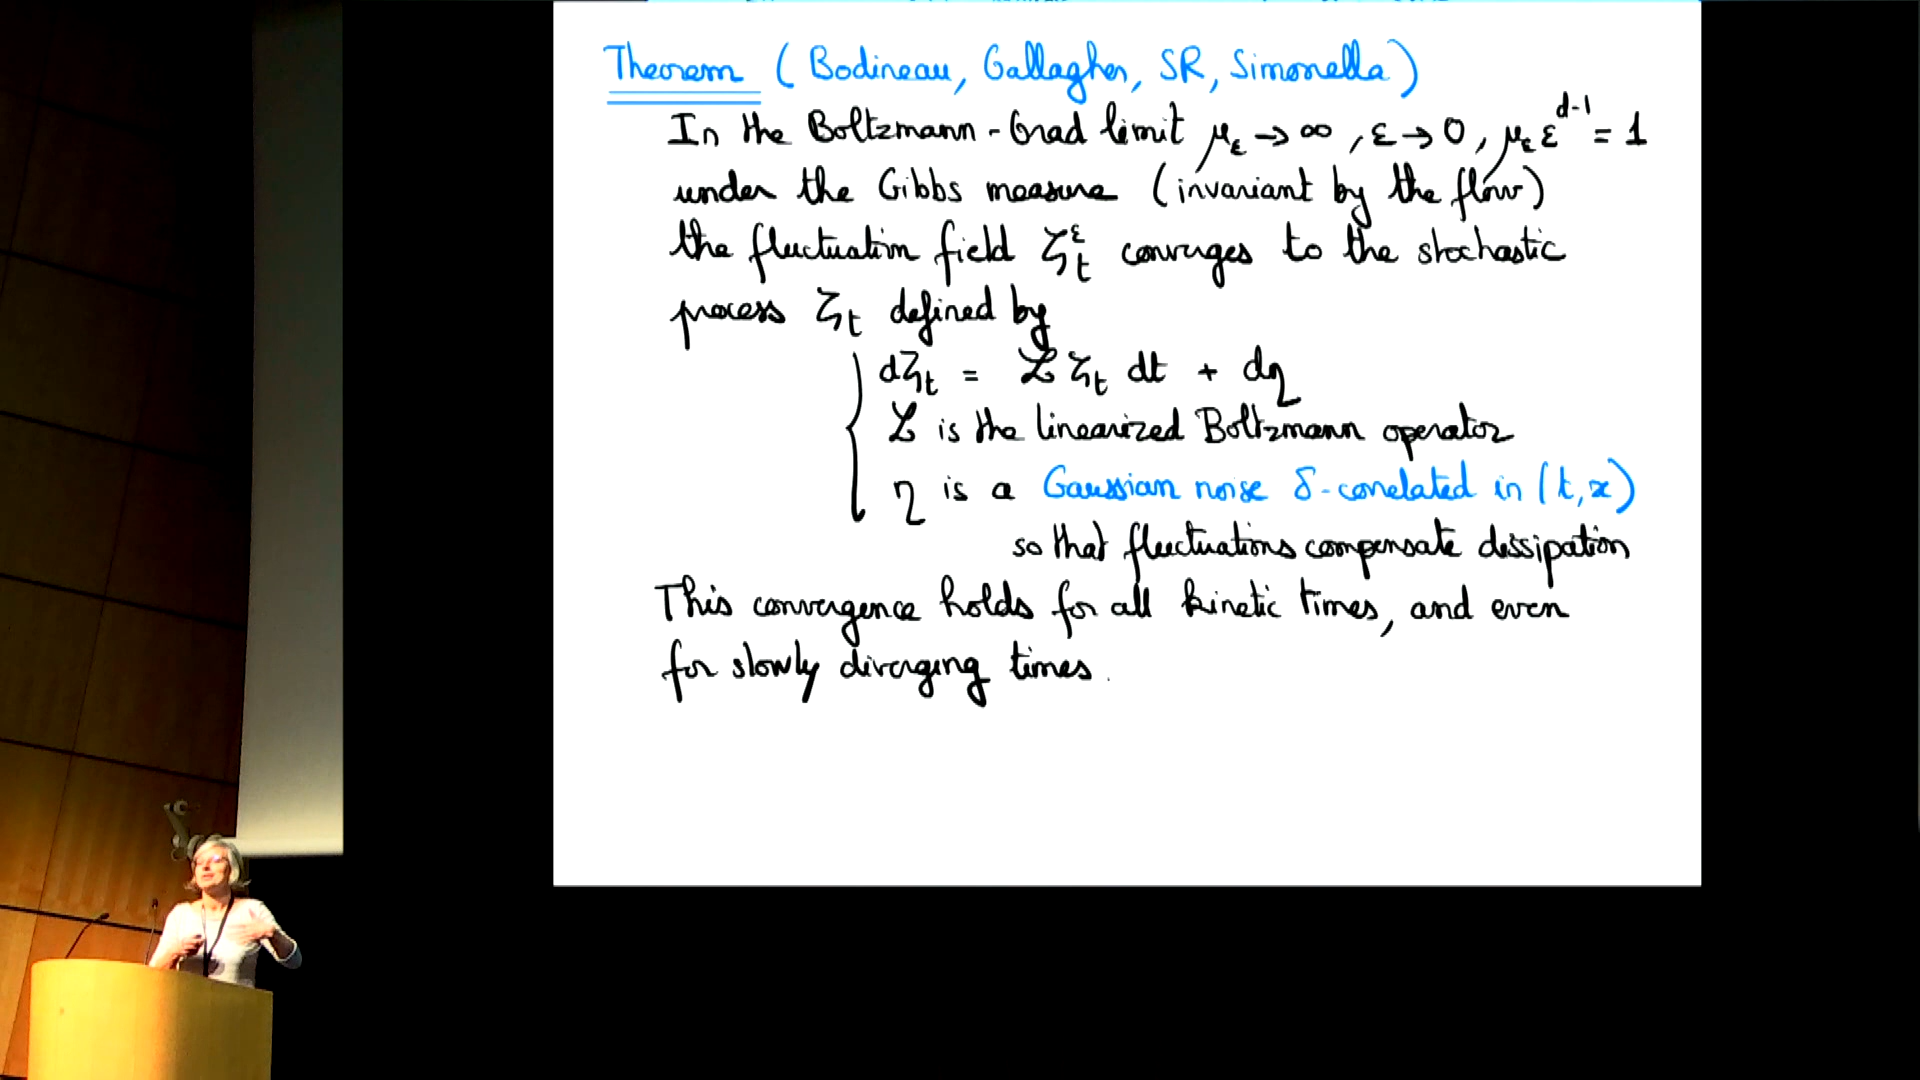 Theorem (Bodineau, Gallagher, SR, Simonella)
In the Boltzmann-Grad limit μ_ε → ∞, ε → 0, μ_ε ε^{d-1} = 1
under the Gibbs measure (invariant by the flow)
the fluctuation field ζ_t^ε converges to the stochastic
process ζ_t defined by
dζ_t = ℒ ζ_t dt + dη
ℒ is the linearized Boltzmann operator
η is a Gaussian noise δ-correlated in (t,x)
so that fluctuations compensate dissipation
This convergence holds for all kinetic times, and even
for slowly diverging times.